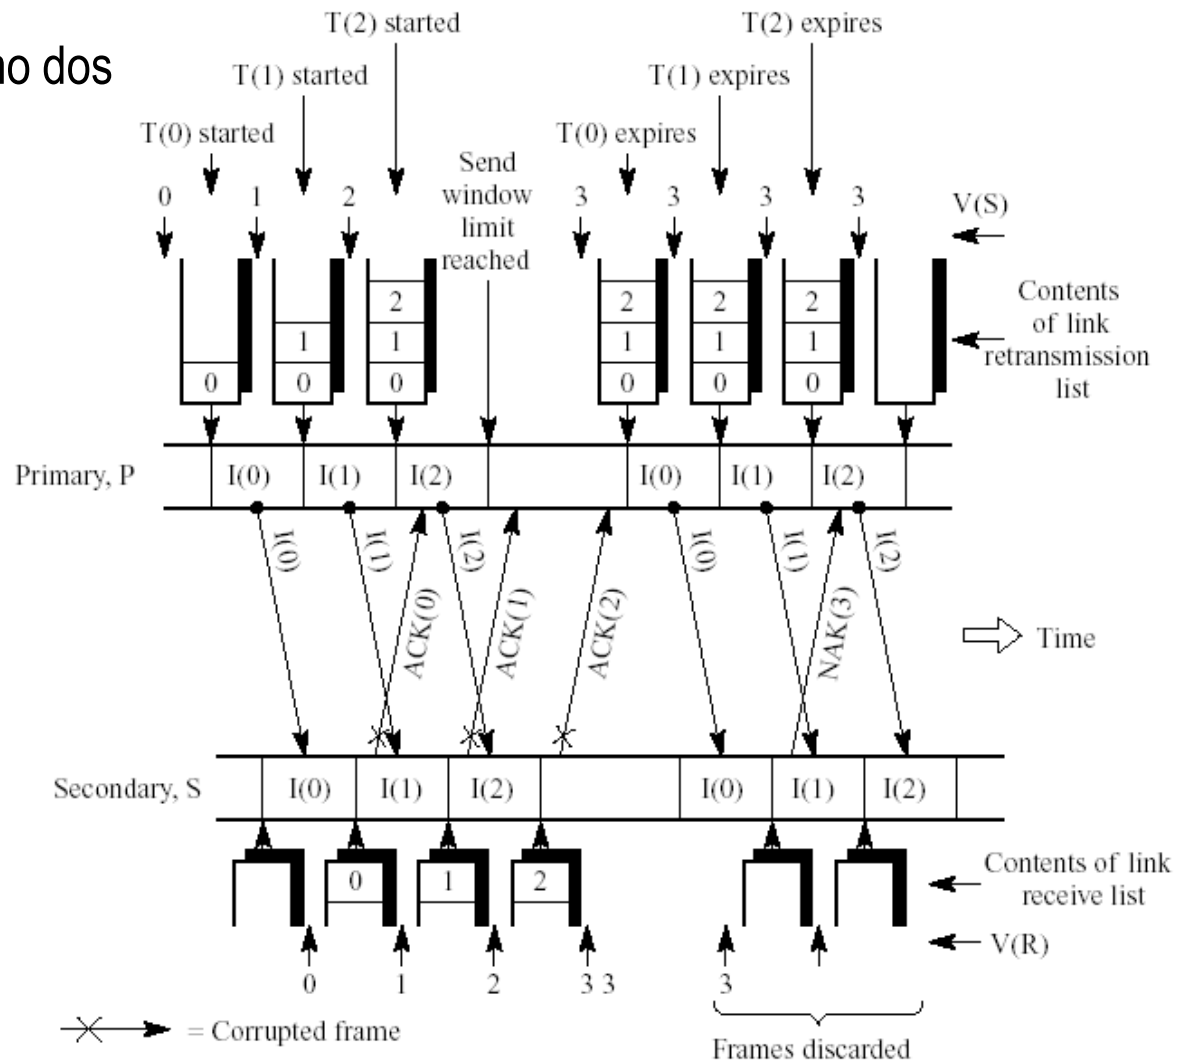 no dos
T(2) started
T(2) expires
T(1) started
T(1) expires
T(0) started
T(0) expires
Send
window
limit
reached
0
1
2
3
3
3
3
V(S)
2
2
2
2
1
1
1
1
1
0
0
0
0
0
0
Contents
of link
retransmission
list
Primary, P
I(0)
I(1)
I(2)
I(0)
I(1)
I(2)
I(0)
I(1)
ACK(0)
I(2)
ACK(1)
ACK(2)
I(0)
I(1)
NAK(3)
I(2)
Time
Secondary, S
I(0)
I(1)
I(2)
I(0)
I(1)
I(2)
0
1
2
Contents of link
receive list
V(R)
0
1
2
3 3
3
= Corrupted frame
Frames discarded